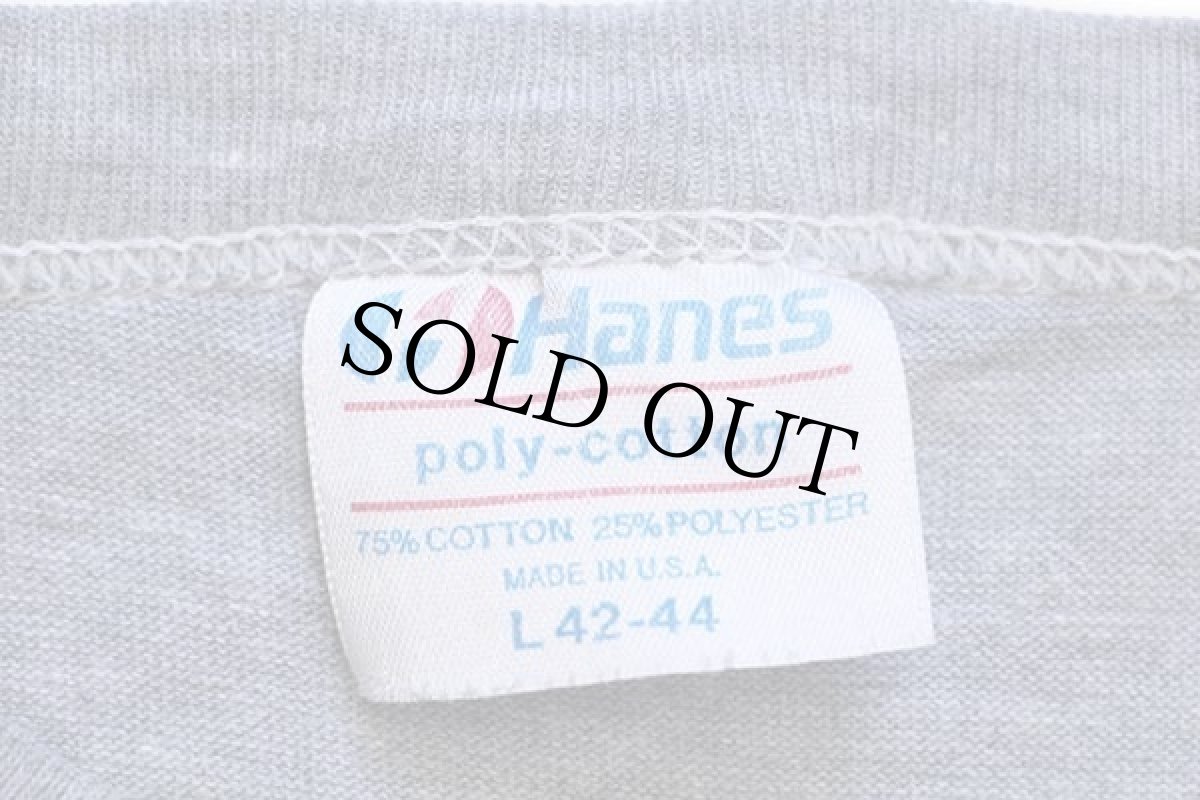 Hanes
SOLD OUT
poly-cotton
75% COTTON 25% POLYESTER
MADE IN U.S.A.
L 42-44